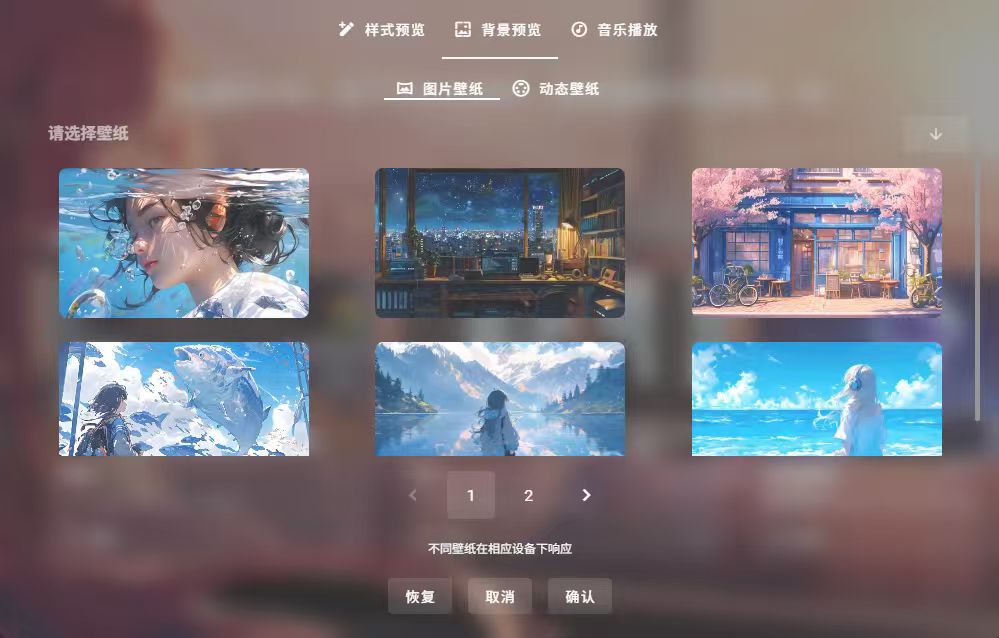 样式预览 背景预览 音乐播放
图片壁纸 动态壁纸
请选择壁纸
1 2
不同壁纸在相应设备下响应
恢复 取消 确认